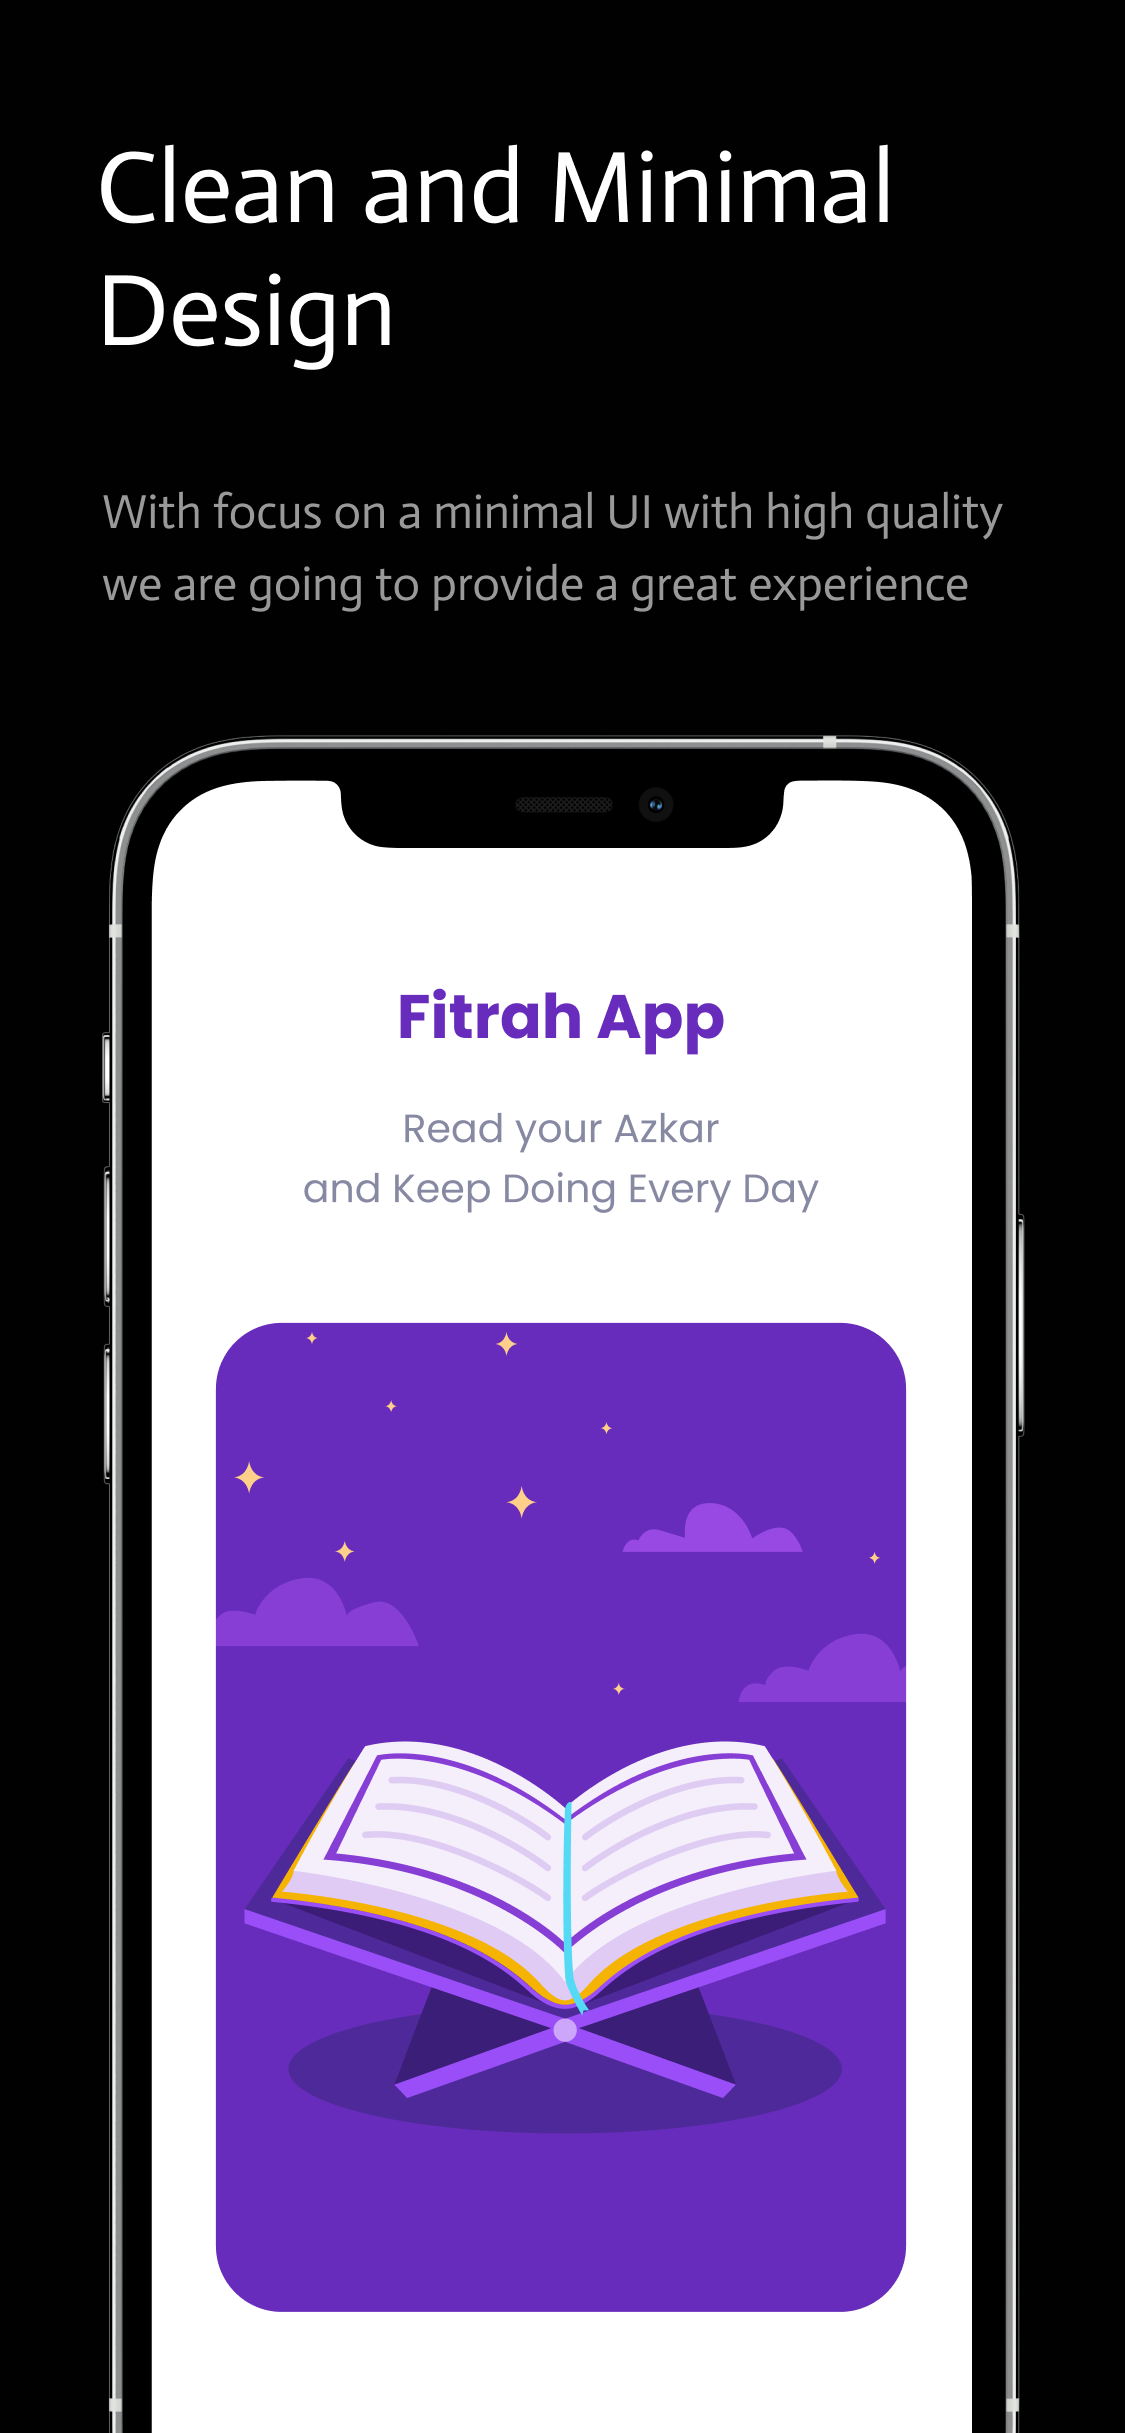 Clean and Minimal
Design
With focus on a minimal UI with high quality
we are going to provide a great experience
Fitrah App
Read your Azkar
and Keep Doing Every Day